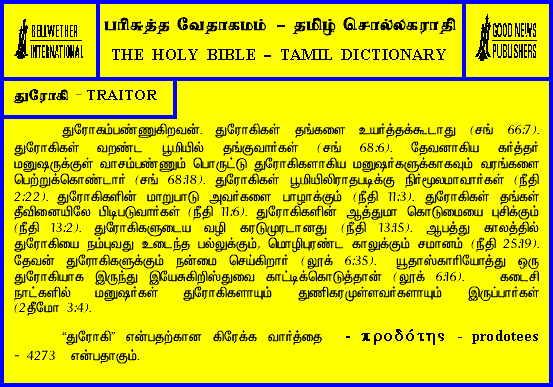 BELLWETHER
INTERNATIONAL
பரிசுத்த வேதாகமம் – தமிழ் சொல்லகராதி
THE HOLY BIBLE – TAMIL DICTIONARY
GOOD NEWS
PUBLISHERS
துரோகி – TRAITOR
துரோகம்பண்ணுகிறவன். துரோகிகள் தங்களை உயர்த்தக்கூடாது (சங் 66:7).
துரோகிகள் வறண்ட பூமியில் தங்குவார்கள் (சங் 68:6). தேவனாகிய கர்த்தர்
மனுஷருக்குள் வாசம்பண்ணும் பொருட்டு துரோகிகளாகிய மனுஷர்களுக்காகவும் வரங்களை
பெற்றுக்கொண்டார் (சங் 68:18). துரோகிகள் பூமியிலிராதபடிக்கு நிர்மூலமாவார்கள் (நீதி
2:22). துரோகிகளின் மாறுபாடு அவர்களை பாழாக்கும் (நீதி 11:3). துரோகிகள் தங்கள்
தீவினையிலே பிடிபடுவார்கள் (நீதி 11:6). துரோகிகளின் ஆத்துமா கொடுமையை புசிக்கும்
(நீதி 13:2). துரோகிகளுடைய வழி கரடுமுரடானது (நீதி 13:15). ஆபத்து காலத்தில்
துரோகியை நம்புவது உடைந்த பல்லுக்கும், மொழிபுரண்ட காலுக்கும் சமானம் (நீதி 25:19).
தேவன் துரோகிகளுக்கும் நன்மை செய்கிறார் (லூக் 6:35). யூதாஸ்காரியோத்து ஒரு
துரோகியாக இருந்து இயேசுகிறிஸ்துவை காட்டிக்கொடுத்தான் (லூக் 6:16). கடைசி
நாட்களில் மனுஷர்கள் துரோகிகளாயும் துணிகரமுள்ளவர்களாயும் இருப்பார்கள்
(2தீமோ 3:4).
“துரோகி” என்பதற்கான கிரேக்க வார்த்தை - προδότης - prodotees
- 4273 என்பதாகும்.